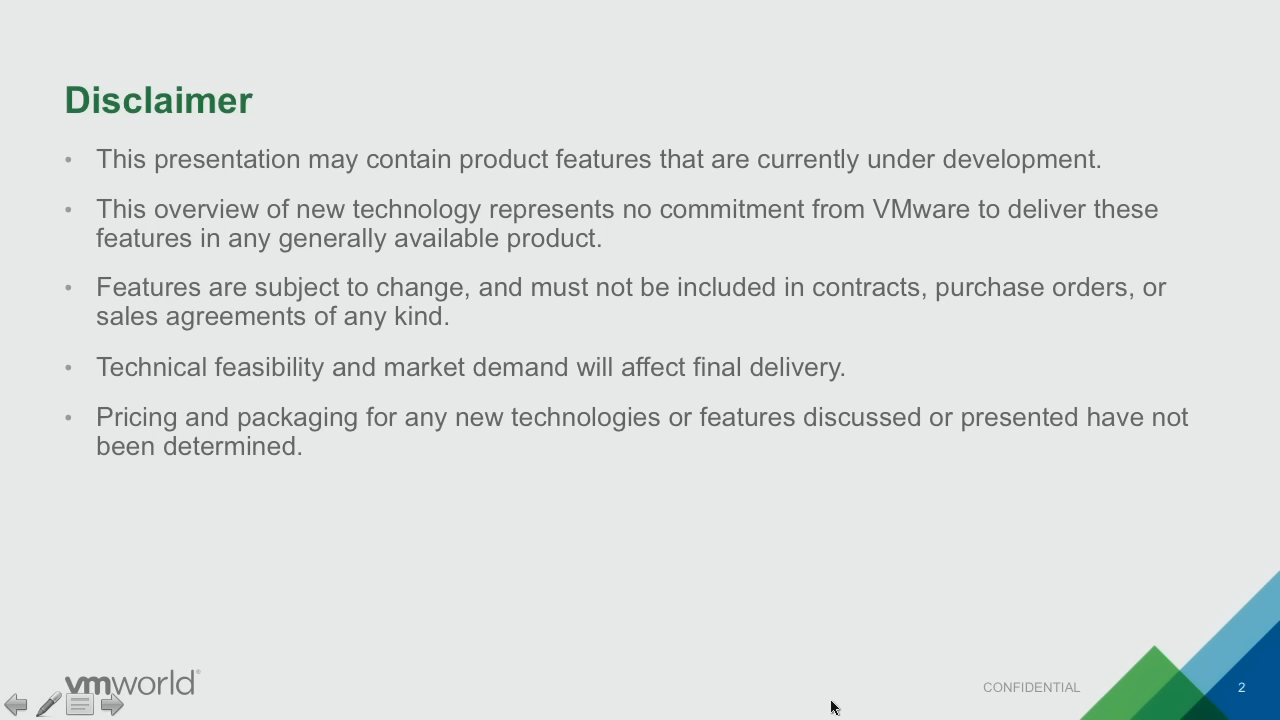 Disclaimer
• This presentation may contain product features that are currently under development.
• This overview of new technology represents no commitment from VMware to deliver these
features in any generally available product.
• Features are subject to change, and must not be included in contracts, purchase orders, or
sales agreements of any kind.
• Technical feasibility and market demand will affect final delivery.
• Pricing and packaging for any new technologies or features discussed or presented have not
been determined.
vmworld®
CONFIDENTIAL
2